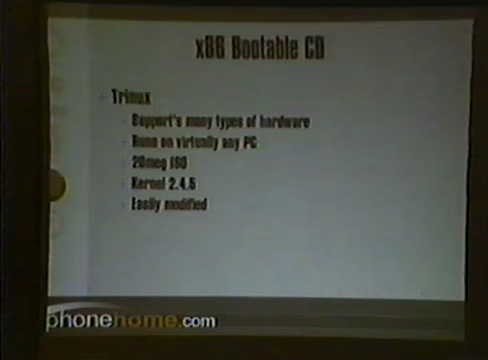 x86 Bootable CD
Trinux
Support's many types of hardware
Runs on virtually any PC
20meg ISO
Kernel 2.4.5
Easily modified
phonehome.com